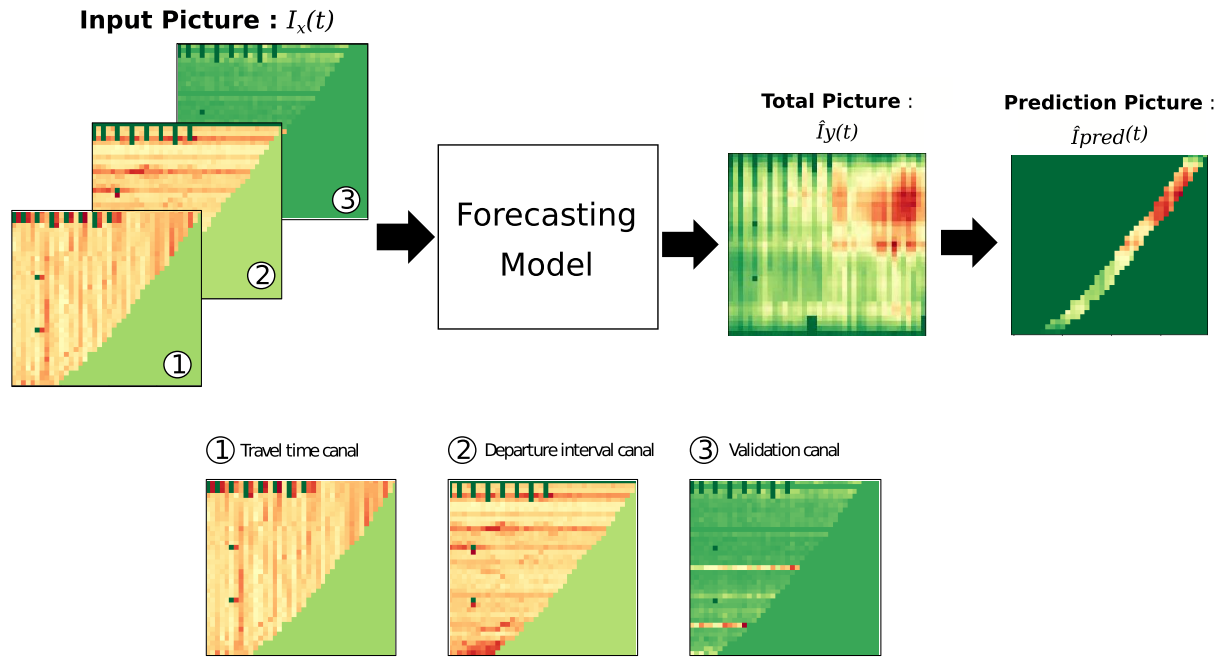 Input Picture : Iₓ(t)
3
2
1
Forecasting
Model
Total Picture :
Îy(t)
Prediction Picture :
Îpred(t)
1 Travel time canal
2 Departure interval canal
3 Validation canal